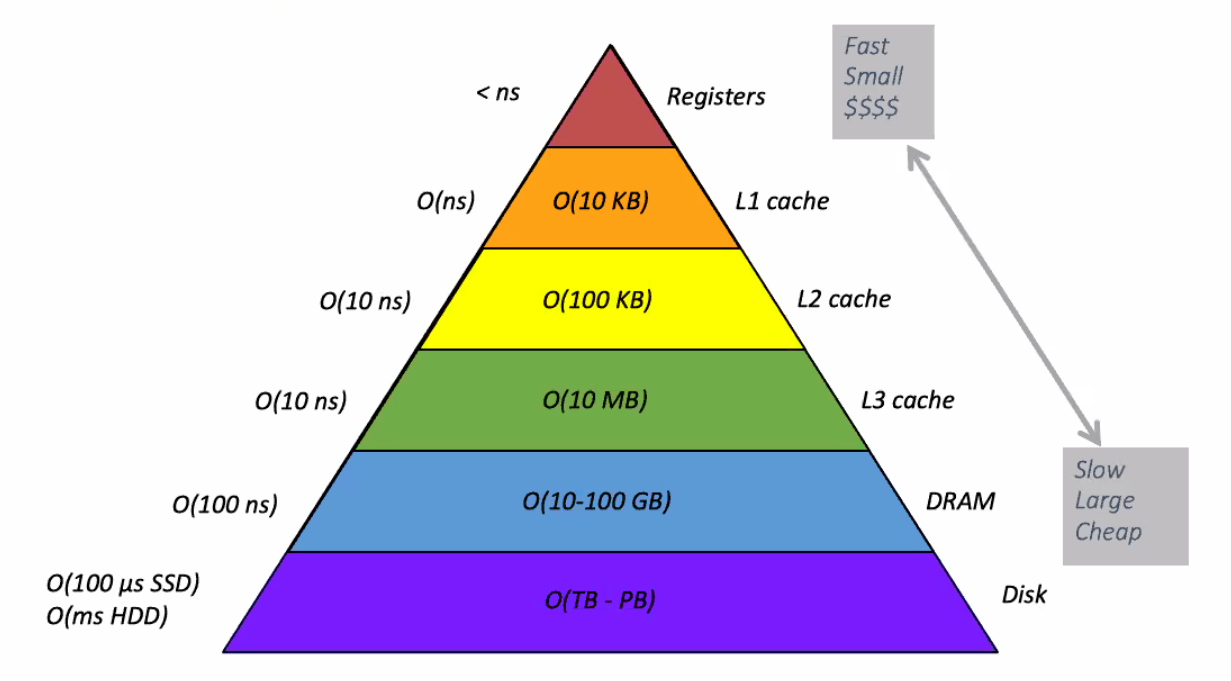 Fast
Small
$$$$
< ns
Registers
O(ns)
O(10 KB)
L1 cache
O(10 ns)
O(100 KB)
L2 cache
O(10 ns)
O(10 MB)
L3 cache
O(100 ns)
O(10-100 GB)
DRAM
Slow
Large
Cheap
O(100 µs SSD)
O(ms HDD)
O(TB - PB)
Disk